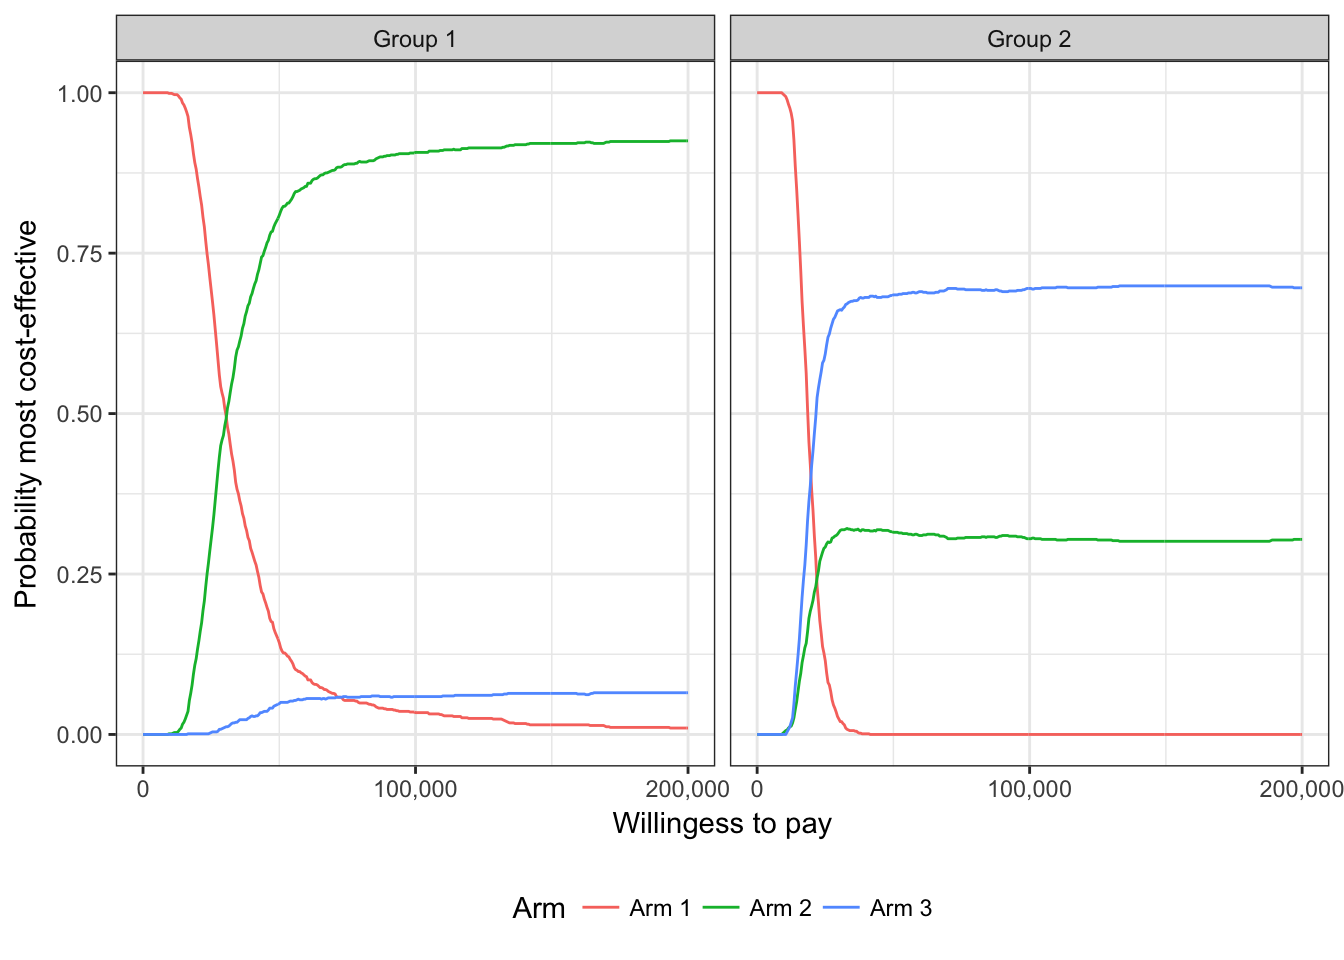 Group 1
Group 2
Probability most cost-effective
1.00
0.75
0.50
0.25
0.00
0 100,000 200,000 0 100,000 200,000
Willingess to pay
Arm Arm 1 Arm 2 Arm 3